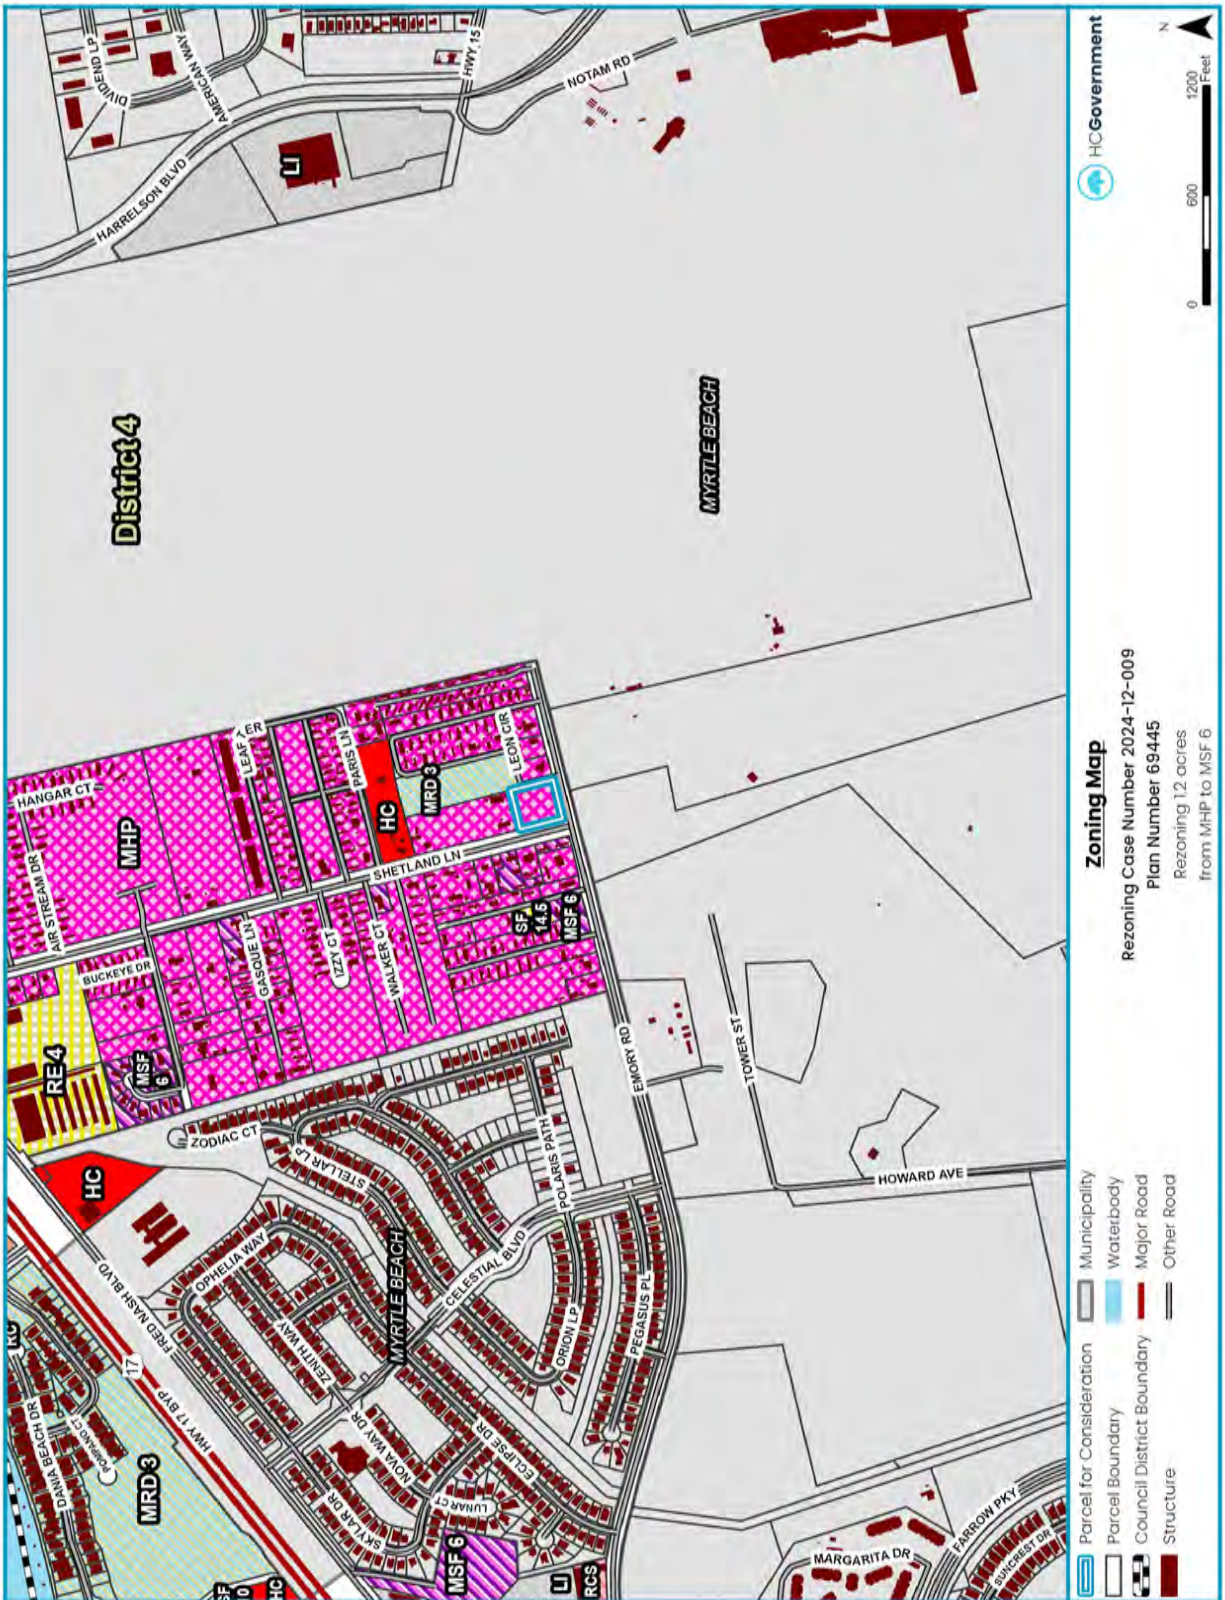 DIVIDEND LP
AMERICAN WAY
HWY 15
NOTAM RD
HARRELSON BLVD
LI
District 4
MYRTLE BEACH
HANGAR CT
AIR STREAM DR
MHP
BUCKEYE DR
PARIS LN
HC
MRD 3
LEON CIR
SHETLAND LN
GASQUE LN
IZZY CT
WALKER CT
SF
14.5
MSF 6
RE4
MSF
6
ZODIAC CT
STELLAR LP
POLARIS PATH
EMORY RD
TOWER ST
HOWARD AVE
HC
OPHELIA WAY
FRED NASH BLVD
17
HWY 17 BYP
ZENITH WAY
MYRTLE BEACH
CELESTIAL BLVD
ORION LP
PEGASUS PL
RC
DANIA BEACH DR
POMPANO CT
MRD 3
NOVA WAY DR
ECLIPSE DR
SKYLAR DR
LUNAR CT
MSF 6
HC
LI
RCS
MARGARITA DR
FARROW PKY
SUNCREST DR
Zoning Map
Rezoning Case Number 2024-12-009
Plan Number 69445
Rezoning 1.2 acres
from MHP to MSF 6
HCGovernment
N
0 600 1200
Feet
Parcel for Consideration
Parcel Boundary
Council District Boundary
Structure
Municipality
Waterbody
Major Road
Other Road